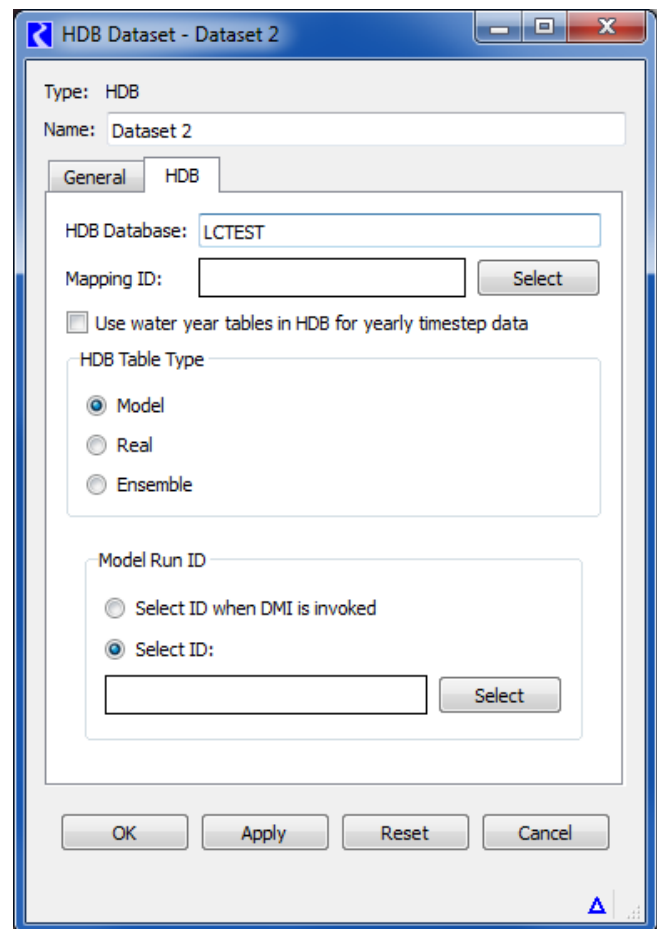 HDB Dataset - Dataset 2
Type: HDB
Name: Dataset 2
General HDB
HDB Database: LCTEST
Mapping ID: Select
Use water year tables in HDB for yearly timestep data
HDB Table Type
Model
Real
Ensemble
Model Run ID
Select ID when DMI is invoked
Select ID:
Select
OK Apply Reset Cancel